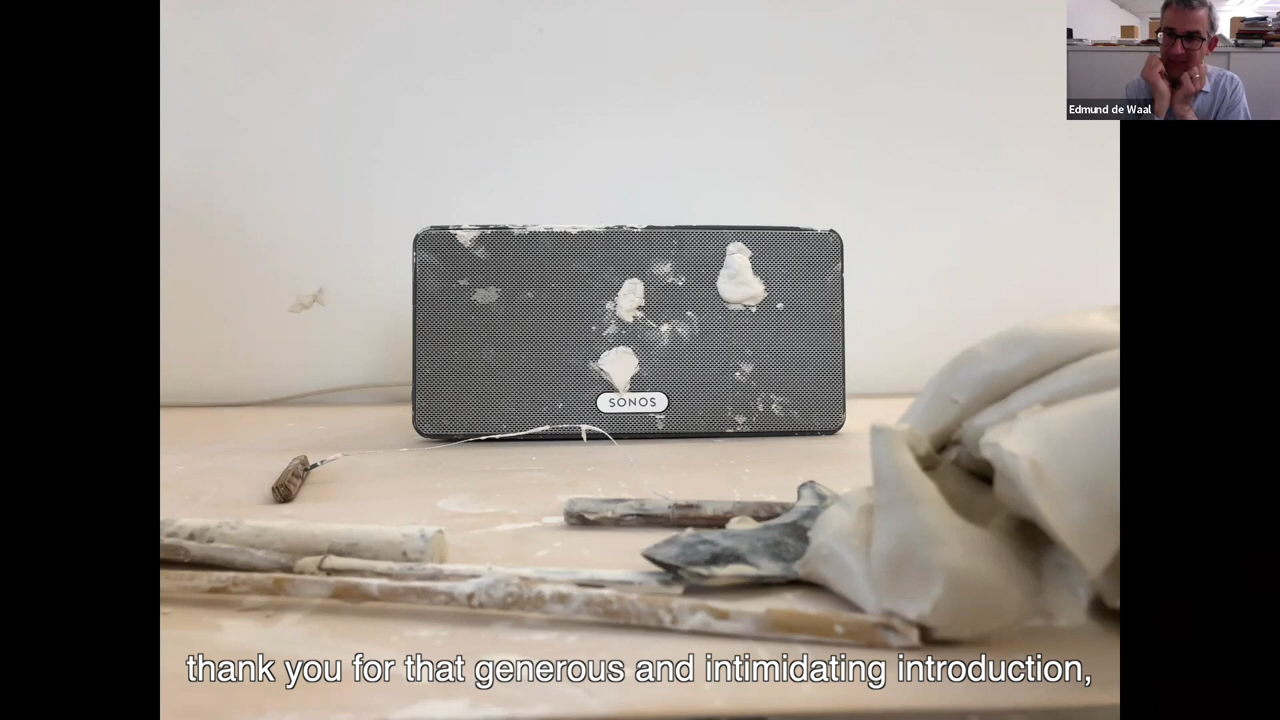 Edmund de Waal
SONOS
thank you for that generous and intimidating introduction,